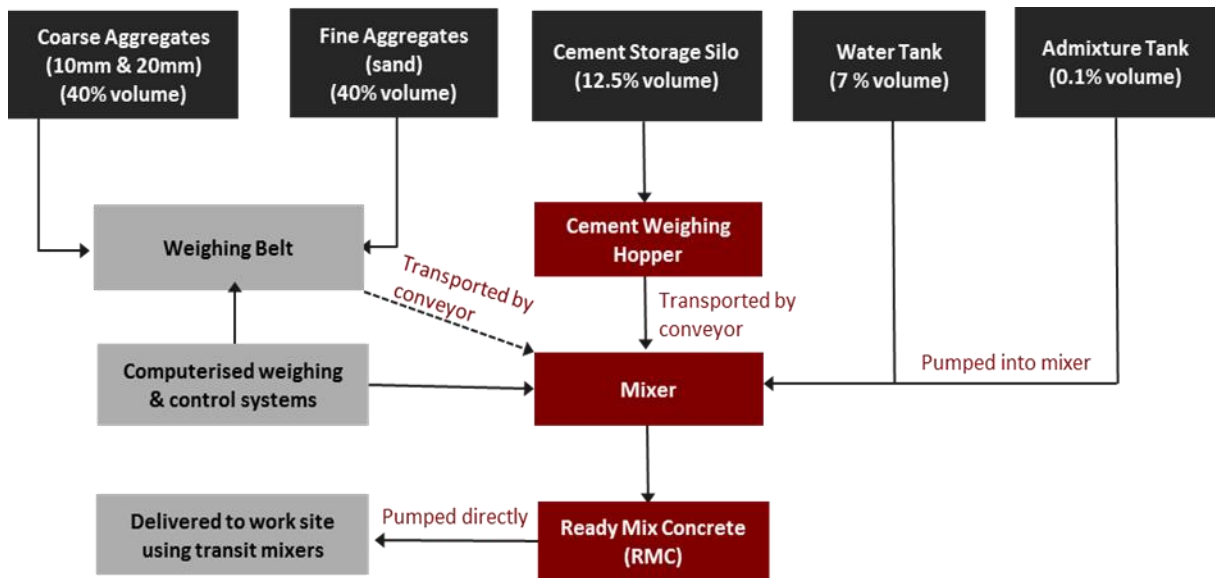 Coarse Aggregates
(10mm & 20mm)
(40% volume)
Fine Aggregates
(sand)
(40% volume)
Cement Storage Silo
(12.5% volume)
Water Tank
(7 % volume)
Admixture Tank
(0.1% volume)
Weighing Belt
Cement Weighing
Hopper
Transported by
conveyor
Transported by
conveyor
Computerised weighing
& control systems
Mixer
Pumped into mixer
Delivered to work site
using transit mixers
Pumped directly
Ready Mix Concrete
(RMC)